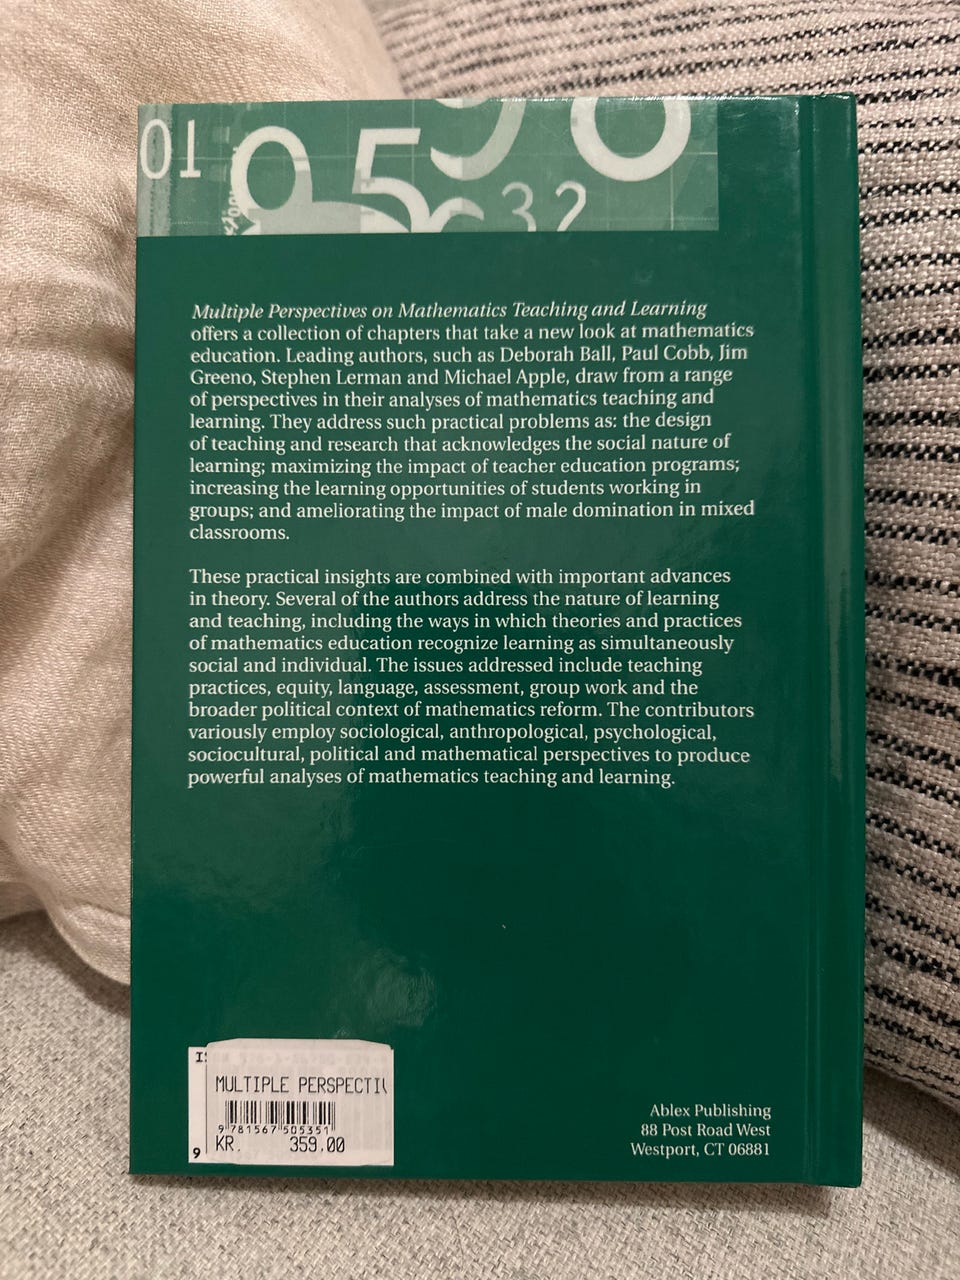 01
95
98
32
Multiple Perspectives on Mathematics Teaching and Learning
offers a collection of chapters that take a new look at mathematics
education. Leading authors, such as Deborah Ball, Paul Cobb, Jim
Greeno, Stephen Lerman and Michael Apple, draw from a range
of perspectives in their analyses of mathematics teaching and
learning. They address such practical problems as: the design
of teaching and research that acknowledges the social nature of
learning; maximizing the impact of teacher education programs;
increasing the learning opportunities of students working in
groups; and ameliorating the impact of male domination in mixed
classrooms.
These practical insights are combined with important advances
in theory. Several of the authors address the nature of learning
and teaching, including the ways in which theories and practices
of mathematics education recognize learning as simultaneously
social and individual. The issues addressed include teaching
practices, equity, language, assessment, group work and the
broader political context of mathematics reform. The contributors
variously employ sociological, anthropological, psychological,
sociocultural, political and mathematical perspectives to produce
powerful analyses of mathematics teaching and learning.
MULTIPLE PERSPECTIV
9 781567 505351
KR. 359.00
9
Ablex Publishing
88 Post Road West
Westport, CT 06881